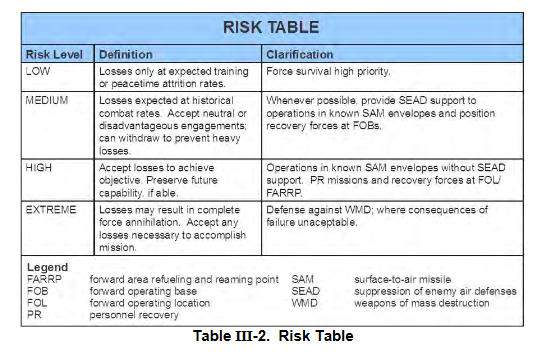 RISK TABLE
Risk Level Definition Clarification
LOW Losses only at expected training Force survival high priority.
or peacetime attrition rates.
MEDIUM Losses expected at historical Whenever possible, provide SEAD support to
combat rates. Accept neutral or operations in known SAM envelopes and position
disadvantageous engagements; recovery forces at FOBs.
can withdraw to prevent heavy
losses.
HIGH Accept losses to achieve Operations in known SAM envelopes without SEAD
objective. Preserve future support. PR missions and recovery forces at FOL/
capability, if able. FARRP.
EXTREME Losses may result in complete Defense against WMD; where consequences of
force annihilation. Accept any failure unaceptable.
losses necessary to accomplish
mission.
Legend
FARRP forward area refueling and reaming point SAM surface-to-air missile
FOB forward operating base SEAD suppression of enemy air defenses
FOL forward operating location WMD weapons of mass destruction
PR personnel recovery
Table III-2. Risk Table